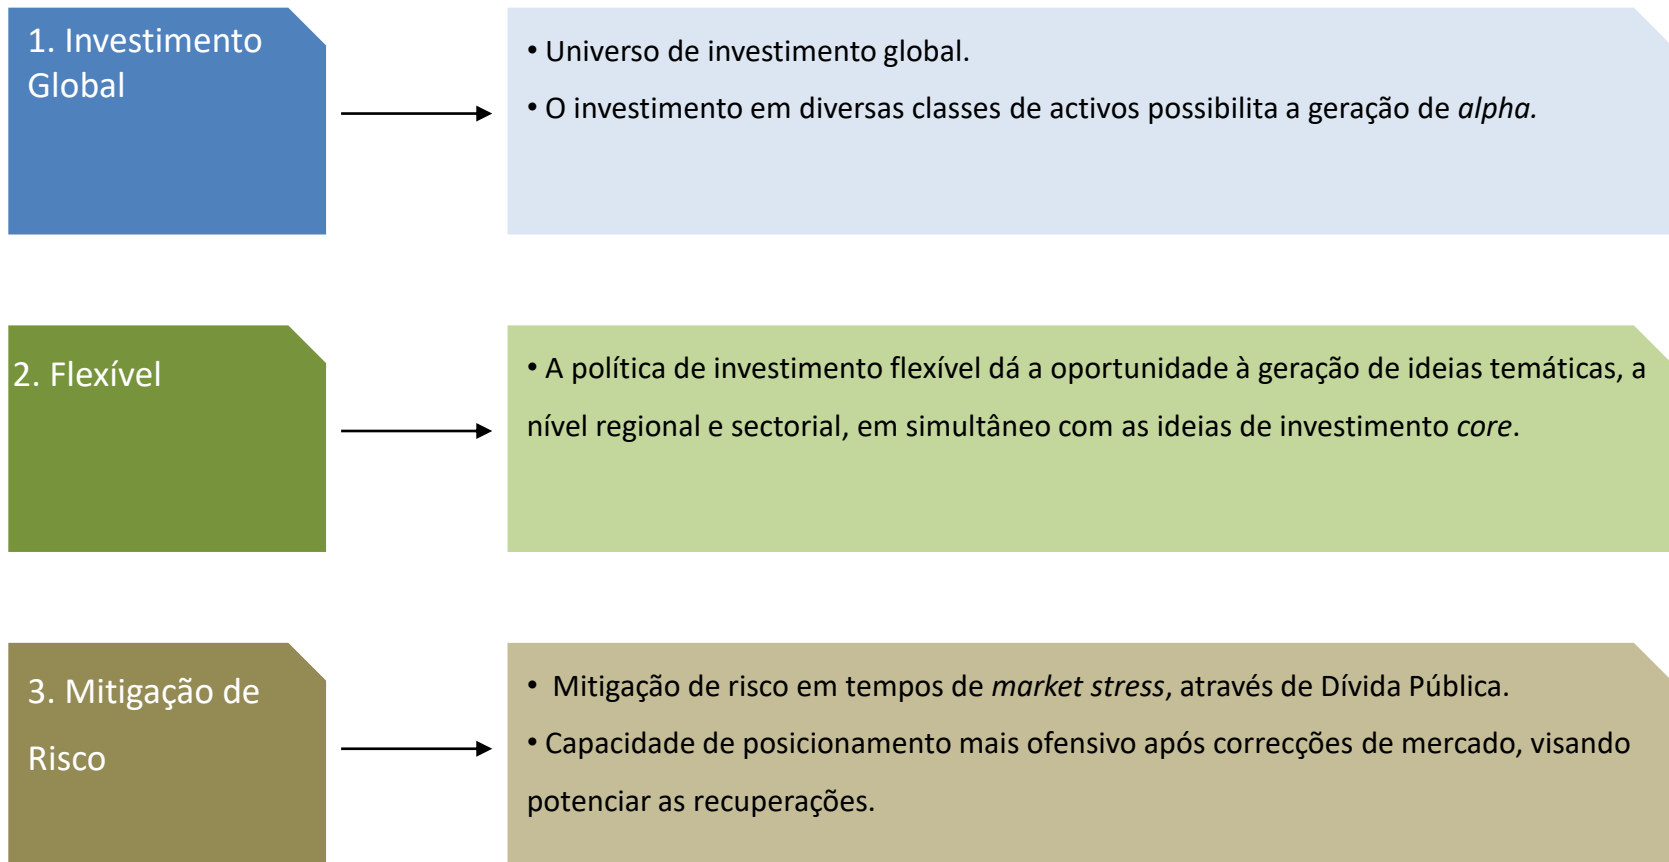 1. Investimento
Global
• Universo de investimento global.
• O investimento em diversas classes de activos possibilita a geração de alpha.
2. Flexível
• A política de investimento flexível dá a oportunidade à geração de ideias temáticas, a
nível regional e sectorial, em simultâneo com as ideias de investimento core.
3. Mitigação de
Risco
• Mitigação de risco em tempos de market stress, através de Dívida Pública.
• Capacidade de posicionamento mais ofensivo após correcções de mercado, visando
potenciar as recuperações.